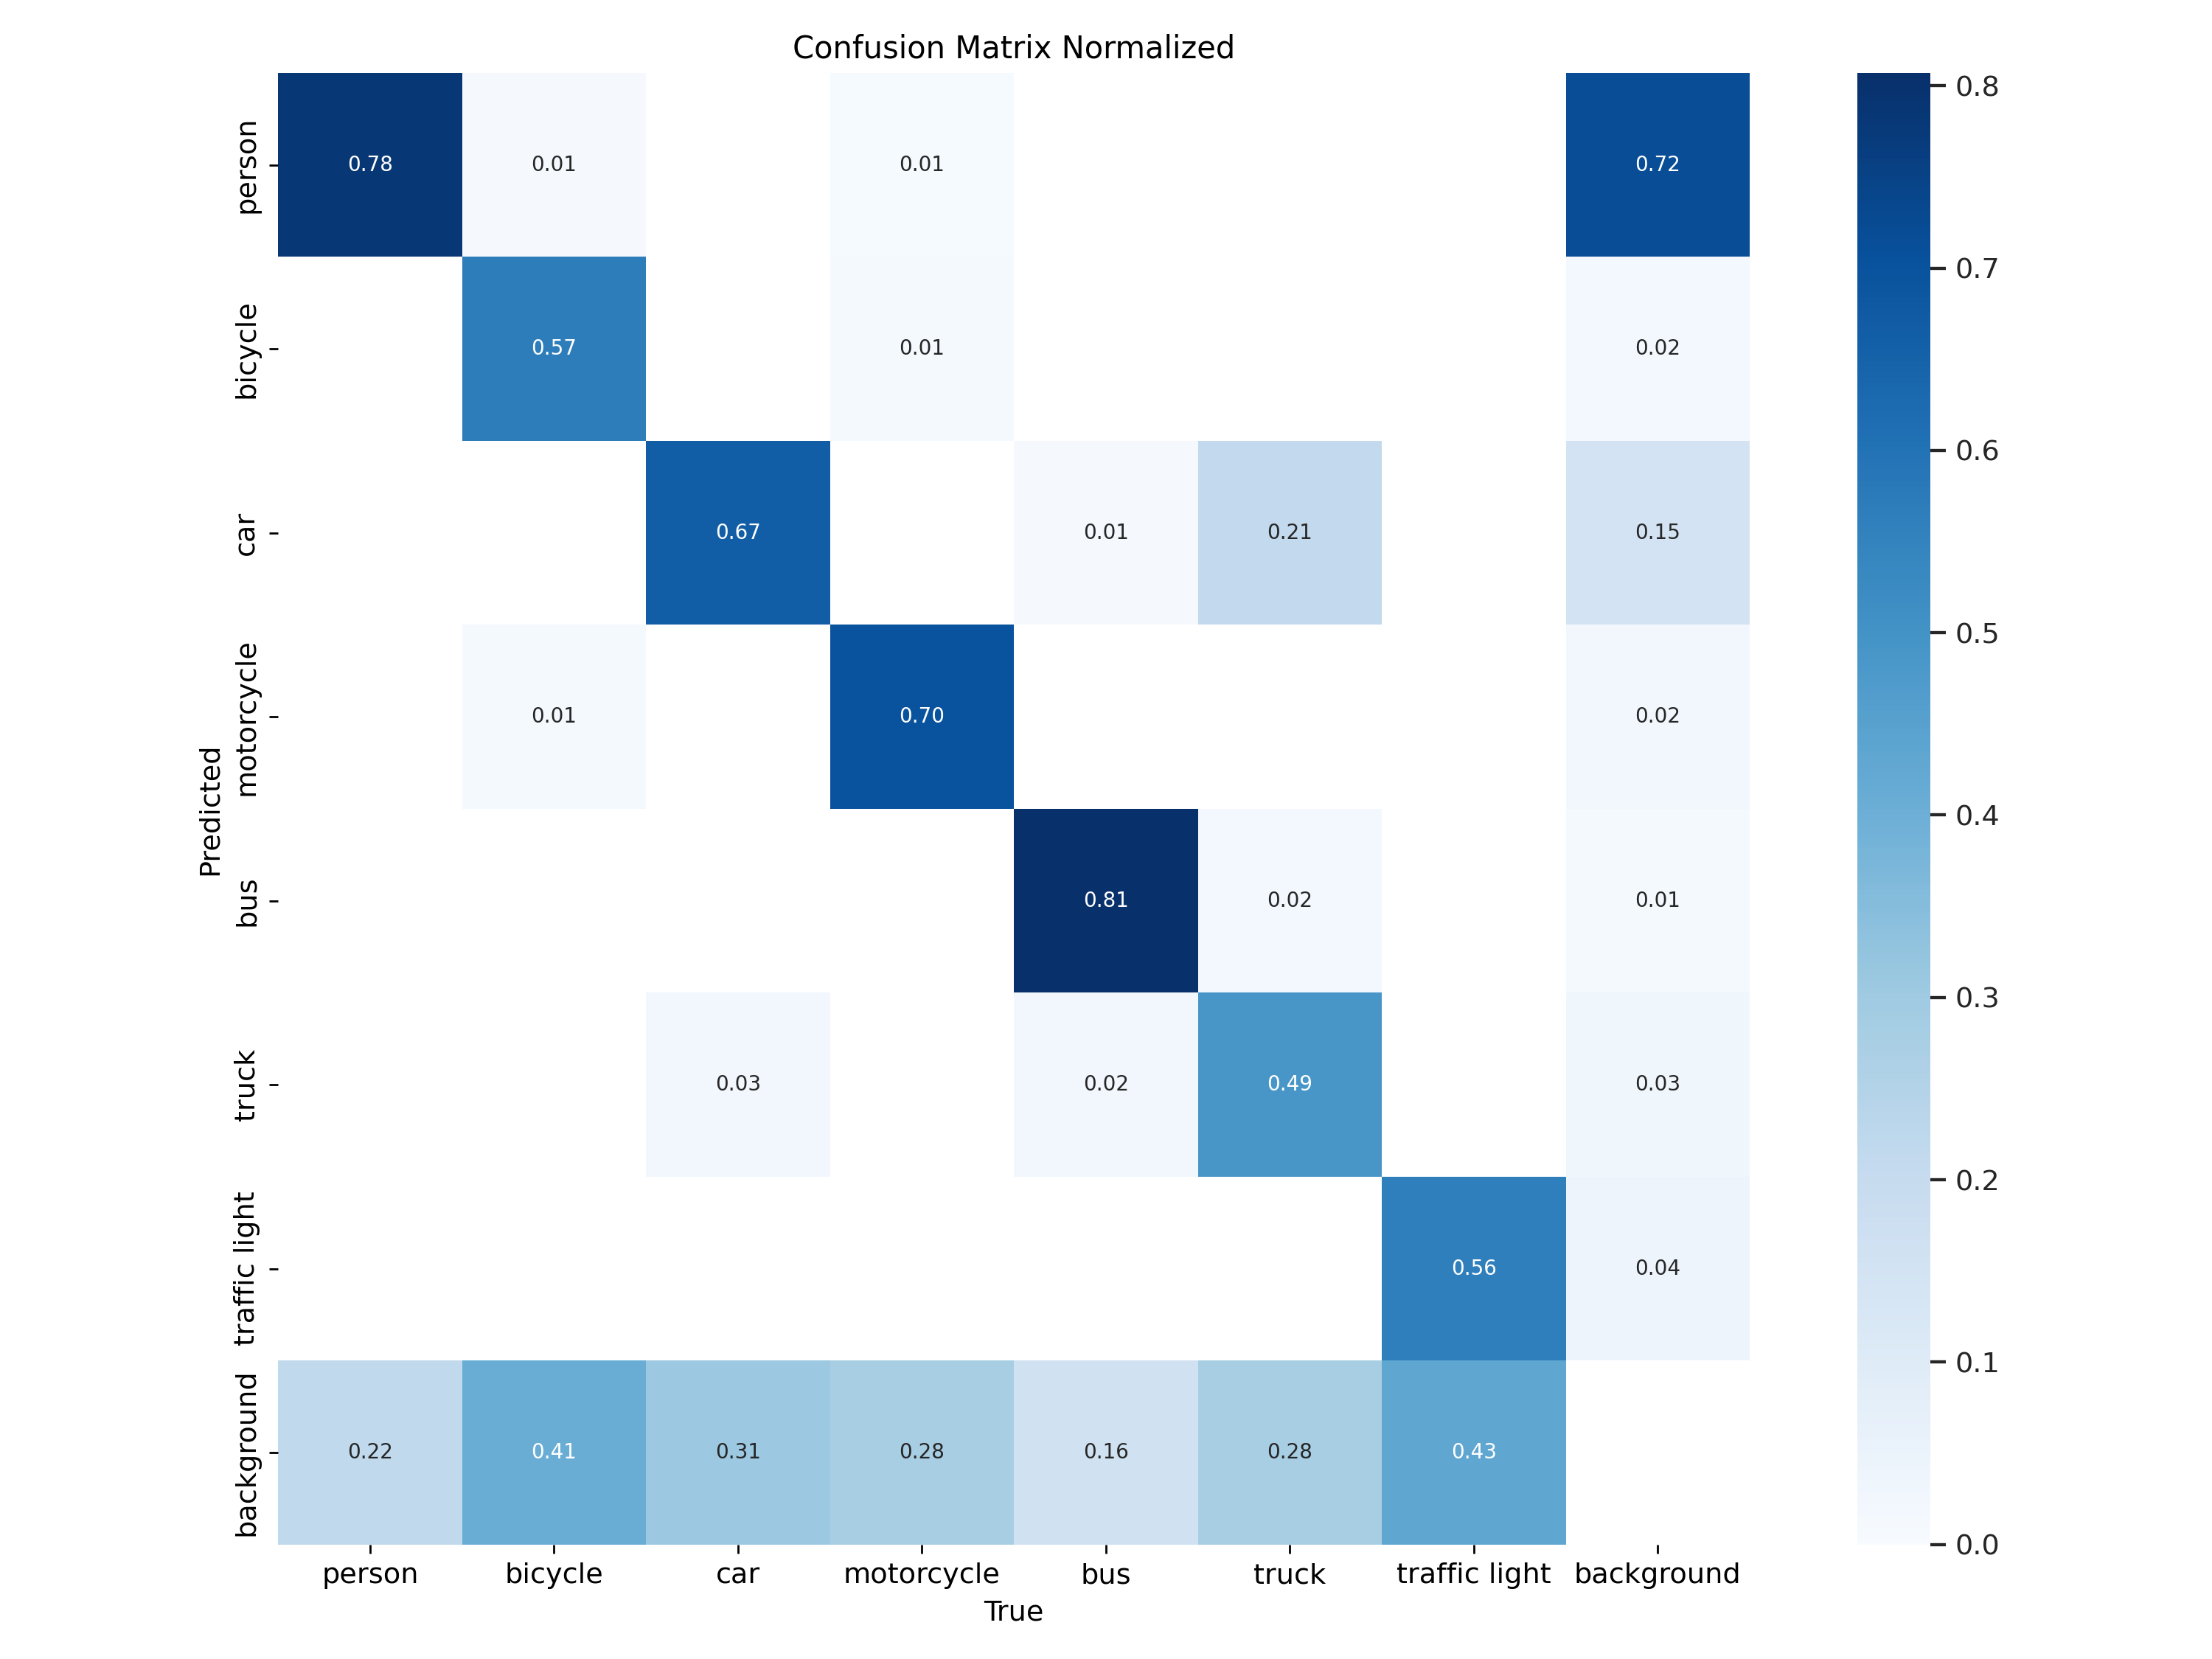 Confusion Matrix Normalized
person 0.78 0.01 0.01 0.72
bicycle 0.57 0.01 0.02
car 0.67 0.01 0.21 0.15
motorcycle 0.01 0.70 0.02
bus 0.81 0.02 0.01
truck 0.03 0.02 0.49 0.03
traffic light 0.56 0.04
background 0.22 0.41 0.31 0.28 0.16 0.28 0.43
Predicted
person bicycle car motorcycle bus truck traffic light background
True
0.8
0.7
0.6
0.5
0.4
0.3
0.2
0.1
0.0